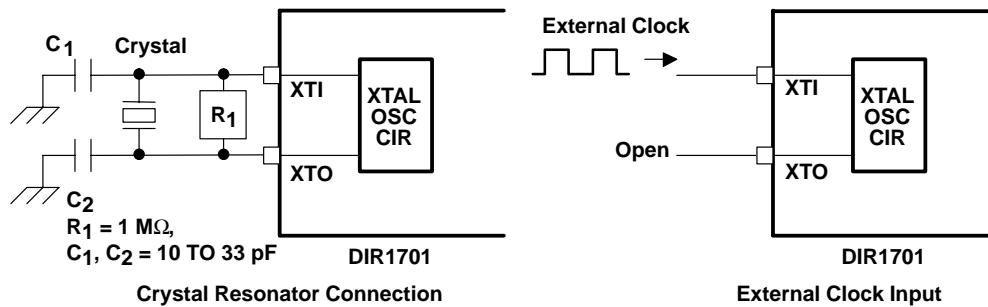 C1
Crystal
XTI
R1
XTAL
OSC
CIR
XTO
C2
R1 = 1 MΩ,
C1, C2 = 10 TO 33 pF
DIR1701
Crystal Resonator Connection
External Clock
XTI
XTAL
OSC
CIR
Open
XTO
DIR1701
External Clock Input